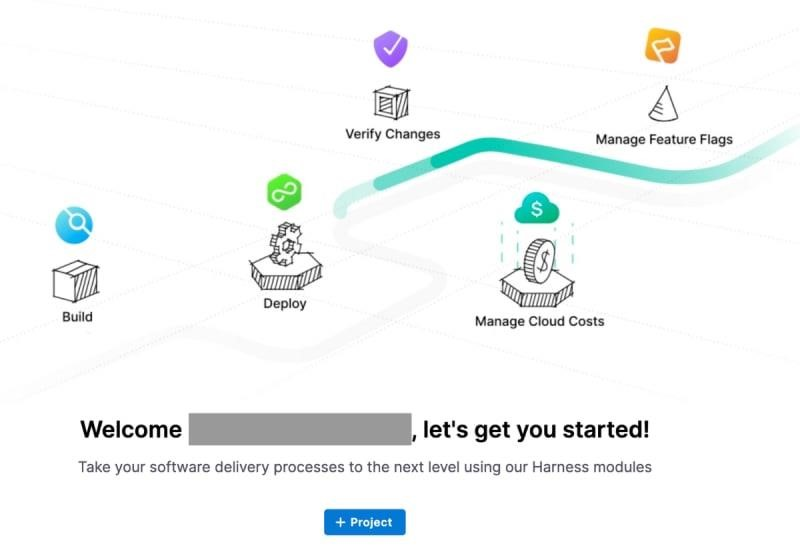 Verify Changes
Manage Feature Flags
$
Build
Deploy
$
Manage Cloud Costs
Welcome , let's get you started!
Take your software delivery processes to the next level using our Harness modules
+ Project